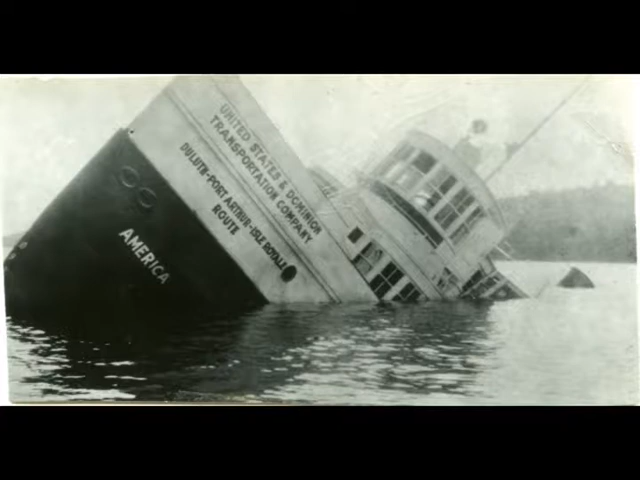 UNITED STATES & DOMINION
TRANSPORTATION COMPANY
DULUTH-PORT ARTHUR-ISLE ROYALE
ROUTE
AMERICA